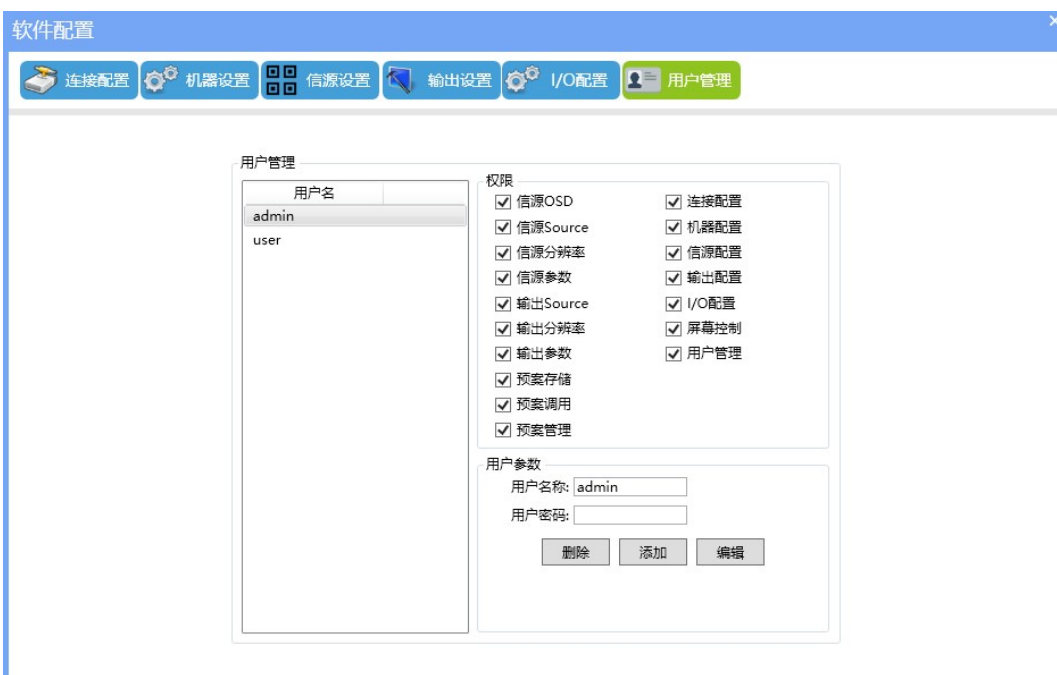 软件配置
连接配置 机器设置 信源设置 输出设置 I/O配置 用户管理
用户管理
用户名
admin
user
权限
信源OSD 连接配置
信源Source 机器配置
信源分辨率 信源配置
信源参数 输出配置
输出Source I/O配置
输出分辨率 屏幕控制
输出参数 用户管理
预案存储
预案调用
预案管理
用户参数
用户名称: admin
用户密码:
删除 添加 编辑